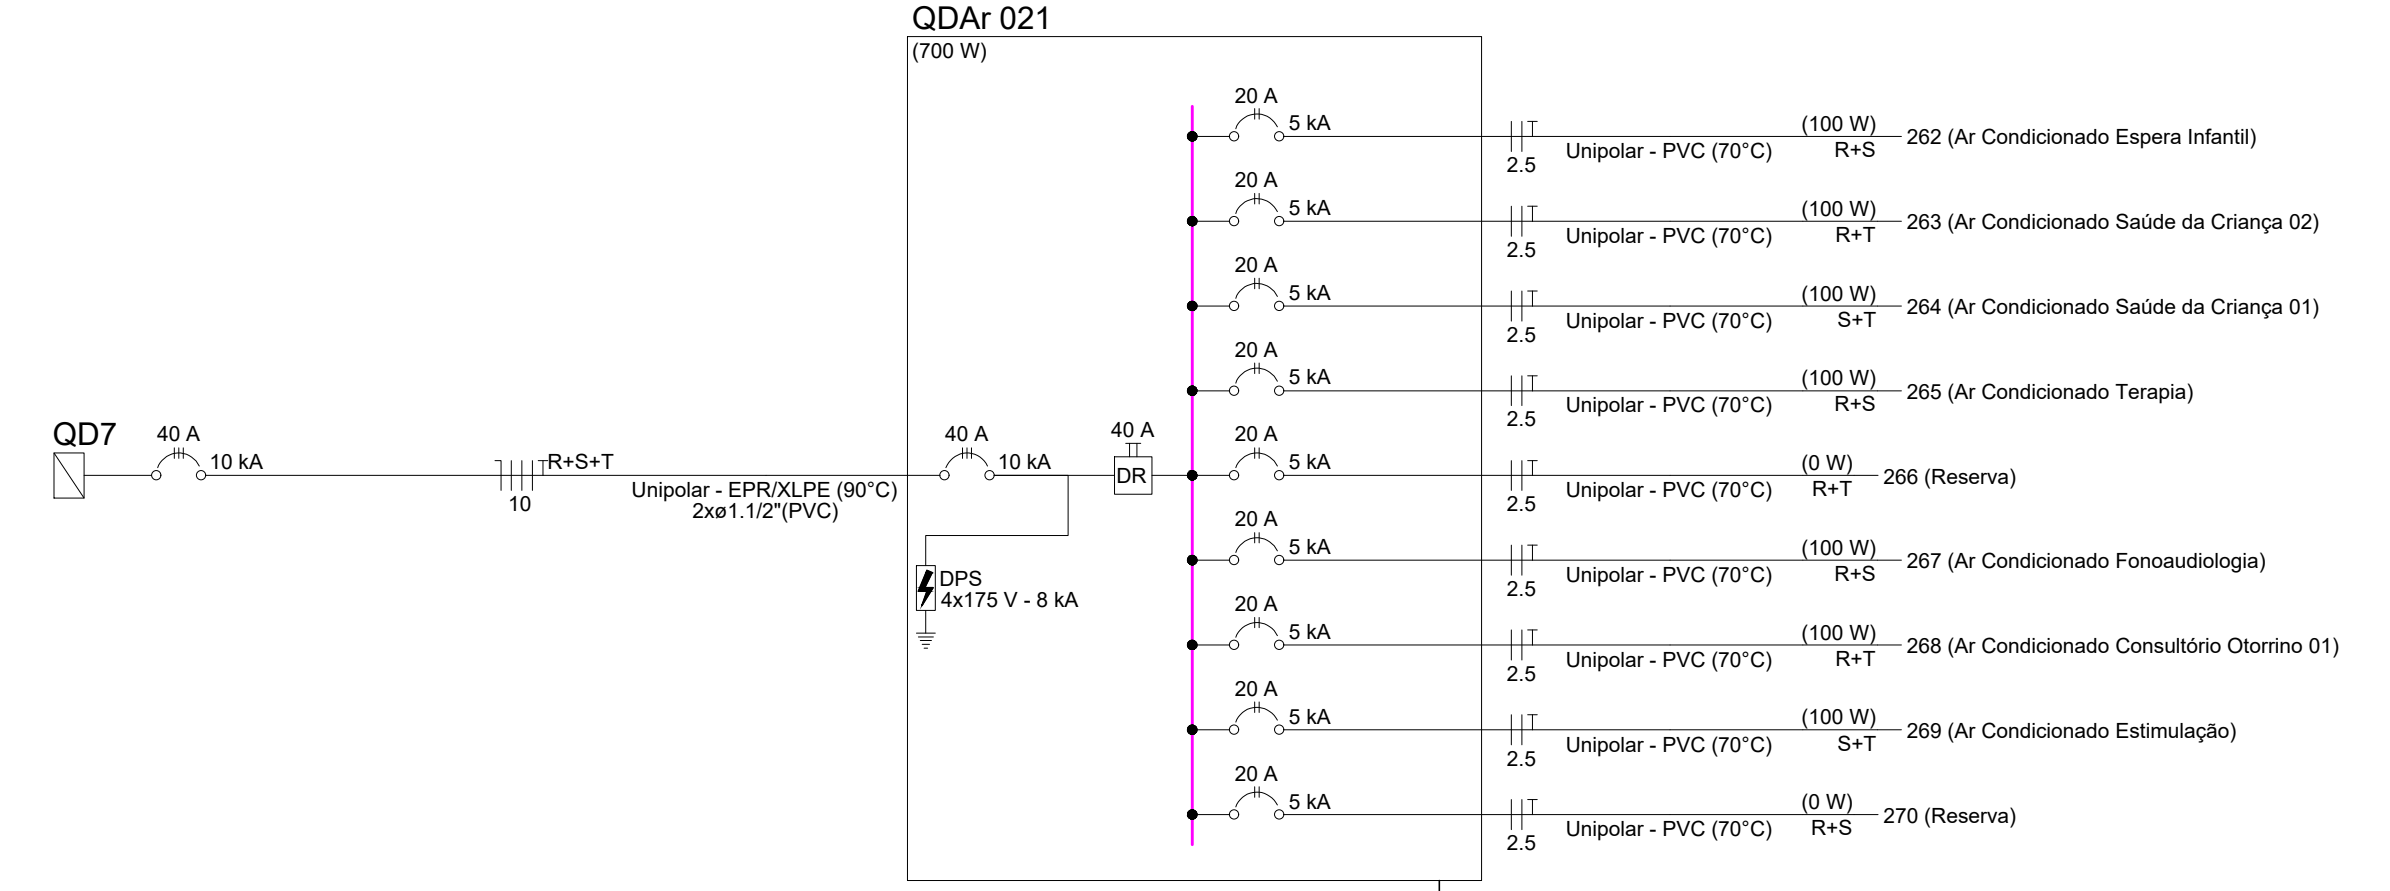 QDAr 021
(700 W)
20 A
5 kA
2.5
Unipolar - PVC (70°C)
(100 W)
R+S
262 (Ar Condicionado Espera Infantil)
20 A
5 kA
2.5
Unipolar - PVC (70°C)
(100 W)
R+T
263 (Ar Condicionado Saúde da Criança 02)
20 A
5 kA
2.5
Unipolar - PVC (70°C)
(100 W)
S+T
264 (Ar Condicionado Saúde da Criança 01)
20 A
5 kA
2.5
Unipolar - PVC (70°C)
(100 W)
R+S
265 (Ar Condicionado Terapia)
QD7
40 A
10 kA
R+S+T
10
Unipolar - EPR/XLPE (90°C)
2xø1.1/2"(PVC)
40 A
10 kA
40 A
DR
DPS
4x175 V - 8 kA
20 A
5 kA
2.5
Unipolar - PVC (70°C)
(0 W)
R+T
266 (Reserva)
20 A
5 kA
2.5
Unipolar - PVC (70°C)
(100 W)
R+S
267 (Ar Condicionado Fonoaudiologia)
20 A
5 kA
2.5
Unipolar - PVC (70°C)
(100 W)
R+T
268 (Ar Condicionado Consultório Otorrino 01)
20 A
5 kA
2.5
Unipolar - PVC (70°C)
(100 W)
S+T
269 (Ar Condicionado Estimulação)
20 A
5 kA
2.5
Unipolar - PVC (70°C)
(0 W)
R+S
270 (Reserva)